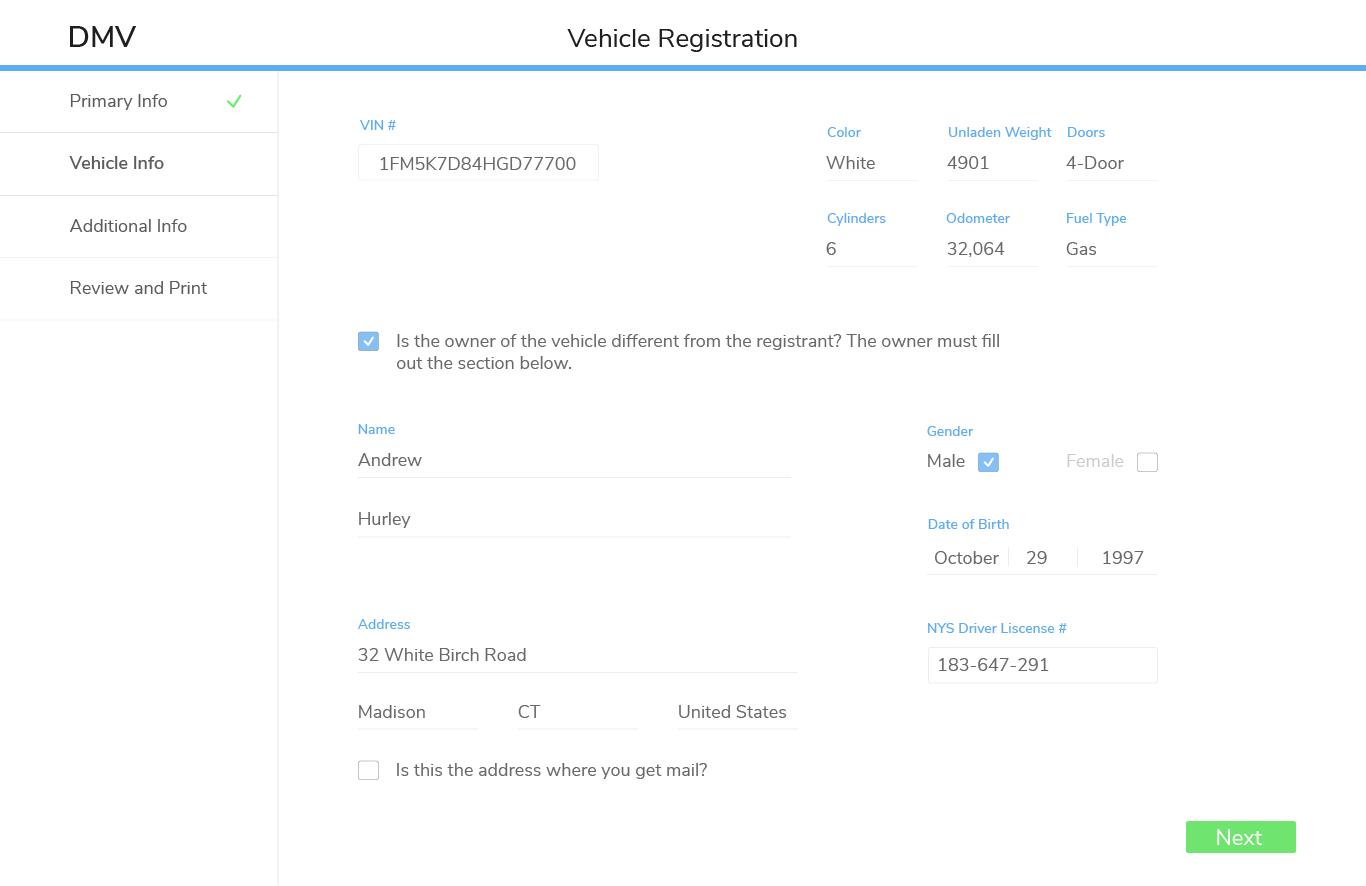 DMV
Vehicle Registration
Primary Info
Vehicle Info
Additional Info
Review and Print
VIN #
1FM5K7D84HGD77700
Color
Unladen Weight
Doors
White
4901
4-Door
Cylinders
Odometer
Fuel Type
6
32,064
Gas
Is the owner of the vehicle different from the registrant? The owner must fill
out the section below.
Name
Andrew
Hurley
Gender
Male
Female
Date of Birth
October 29 1997
Address
32 White Birch Road
Madison
CT
United States
NYS Driver Liscense #
183-647-291
Is this the address where you get mail?
Next